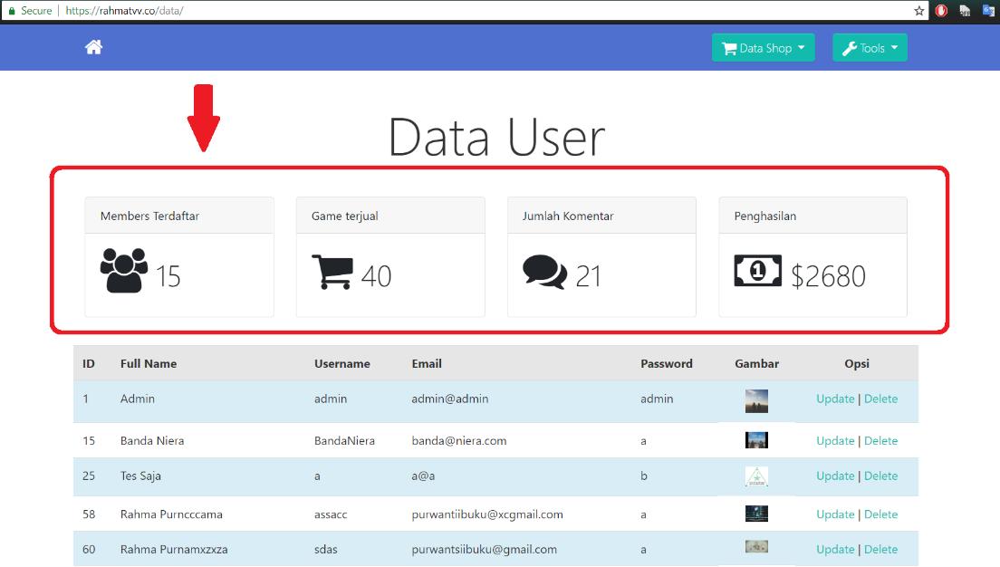 Secure | https://rahmatvv.co/data/
Data Shop Tools
Data User
Members Terdaftar
15
Game terjual
40
Jumlah Komentar
21
Penghasilan
1 $2680
ID Full Name Username Email Password Gambar Opsi
1 Admin admin admin@admin admin Update | Delete
15 Banda Niera BandaNiera banda@niera.com a Update | Delete
25 Tes Saja a a@a b Update | Delete
58 Rahma Purncccama assacc purwantiibuku@xcgmail.com a Update | Delete
60 Rahma Purnamxzxza sdas purwantsiibuku@gmail.com a Update | Delete